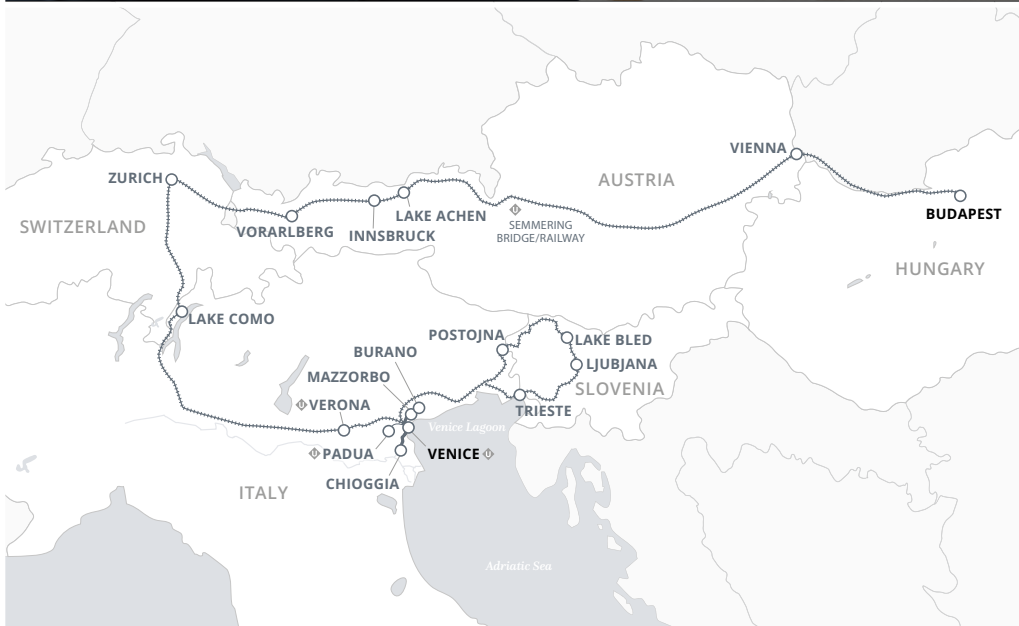 VIENNA
ZURICH
AUSTRIA
LAKE ACHEN
BUDAPEST
SWITZERLAND
VORARLBERG
INNSBRUCK
U
SEMMERING
BRIDGE/RAILWAY
HUNGARY
LAKE COMO
POSTOJNA
LAKE BLED
BURANO
LJUBJANA
MAZZORBO
SLOVENIA
U VERONA
TRIESTE
Venice Lagoon
U PADUA
VENICE U
CHIOGGIA
ITALY
Adriatic Sea